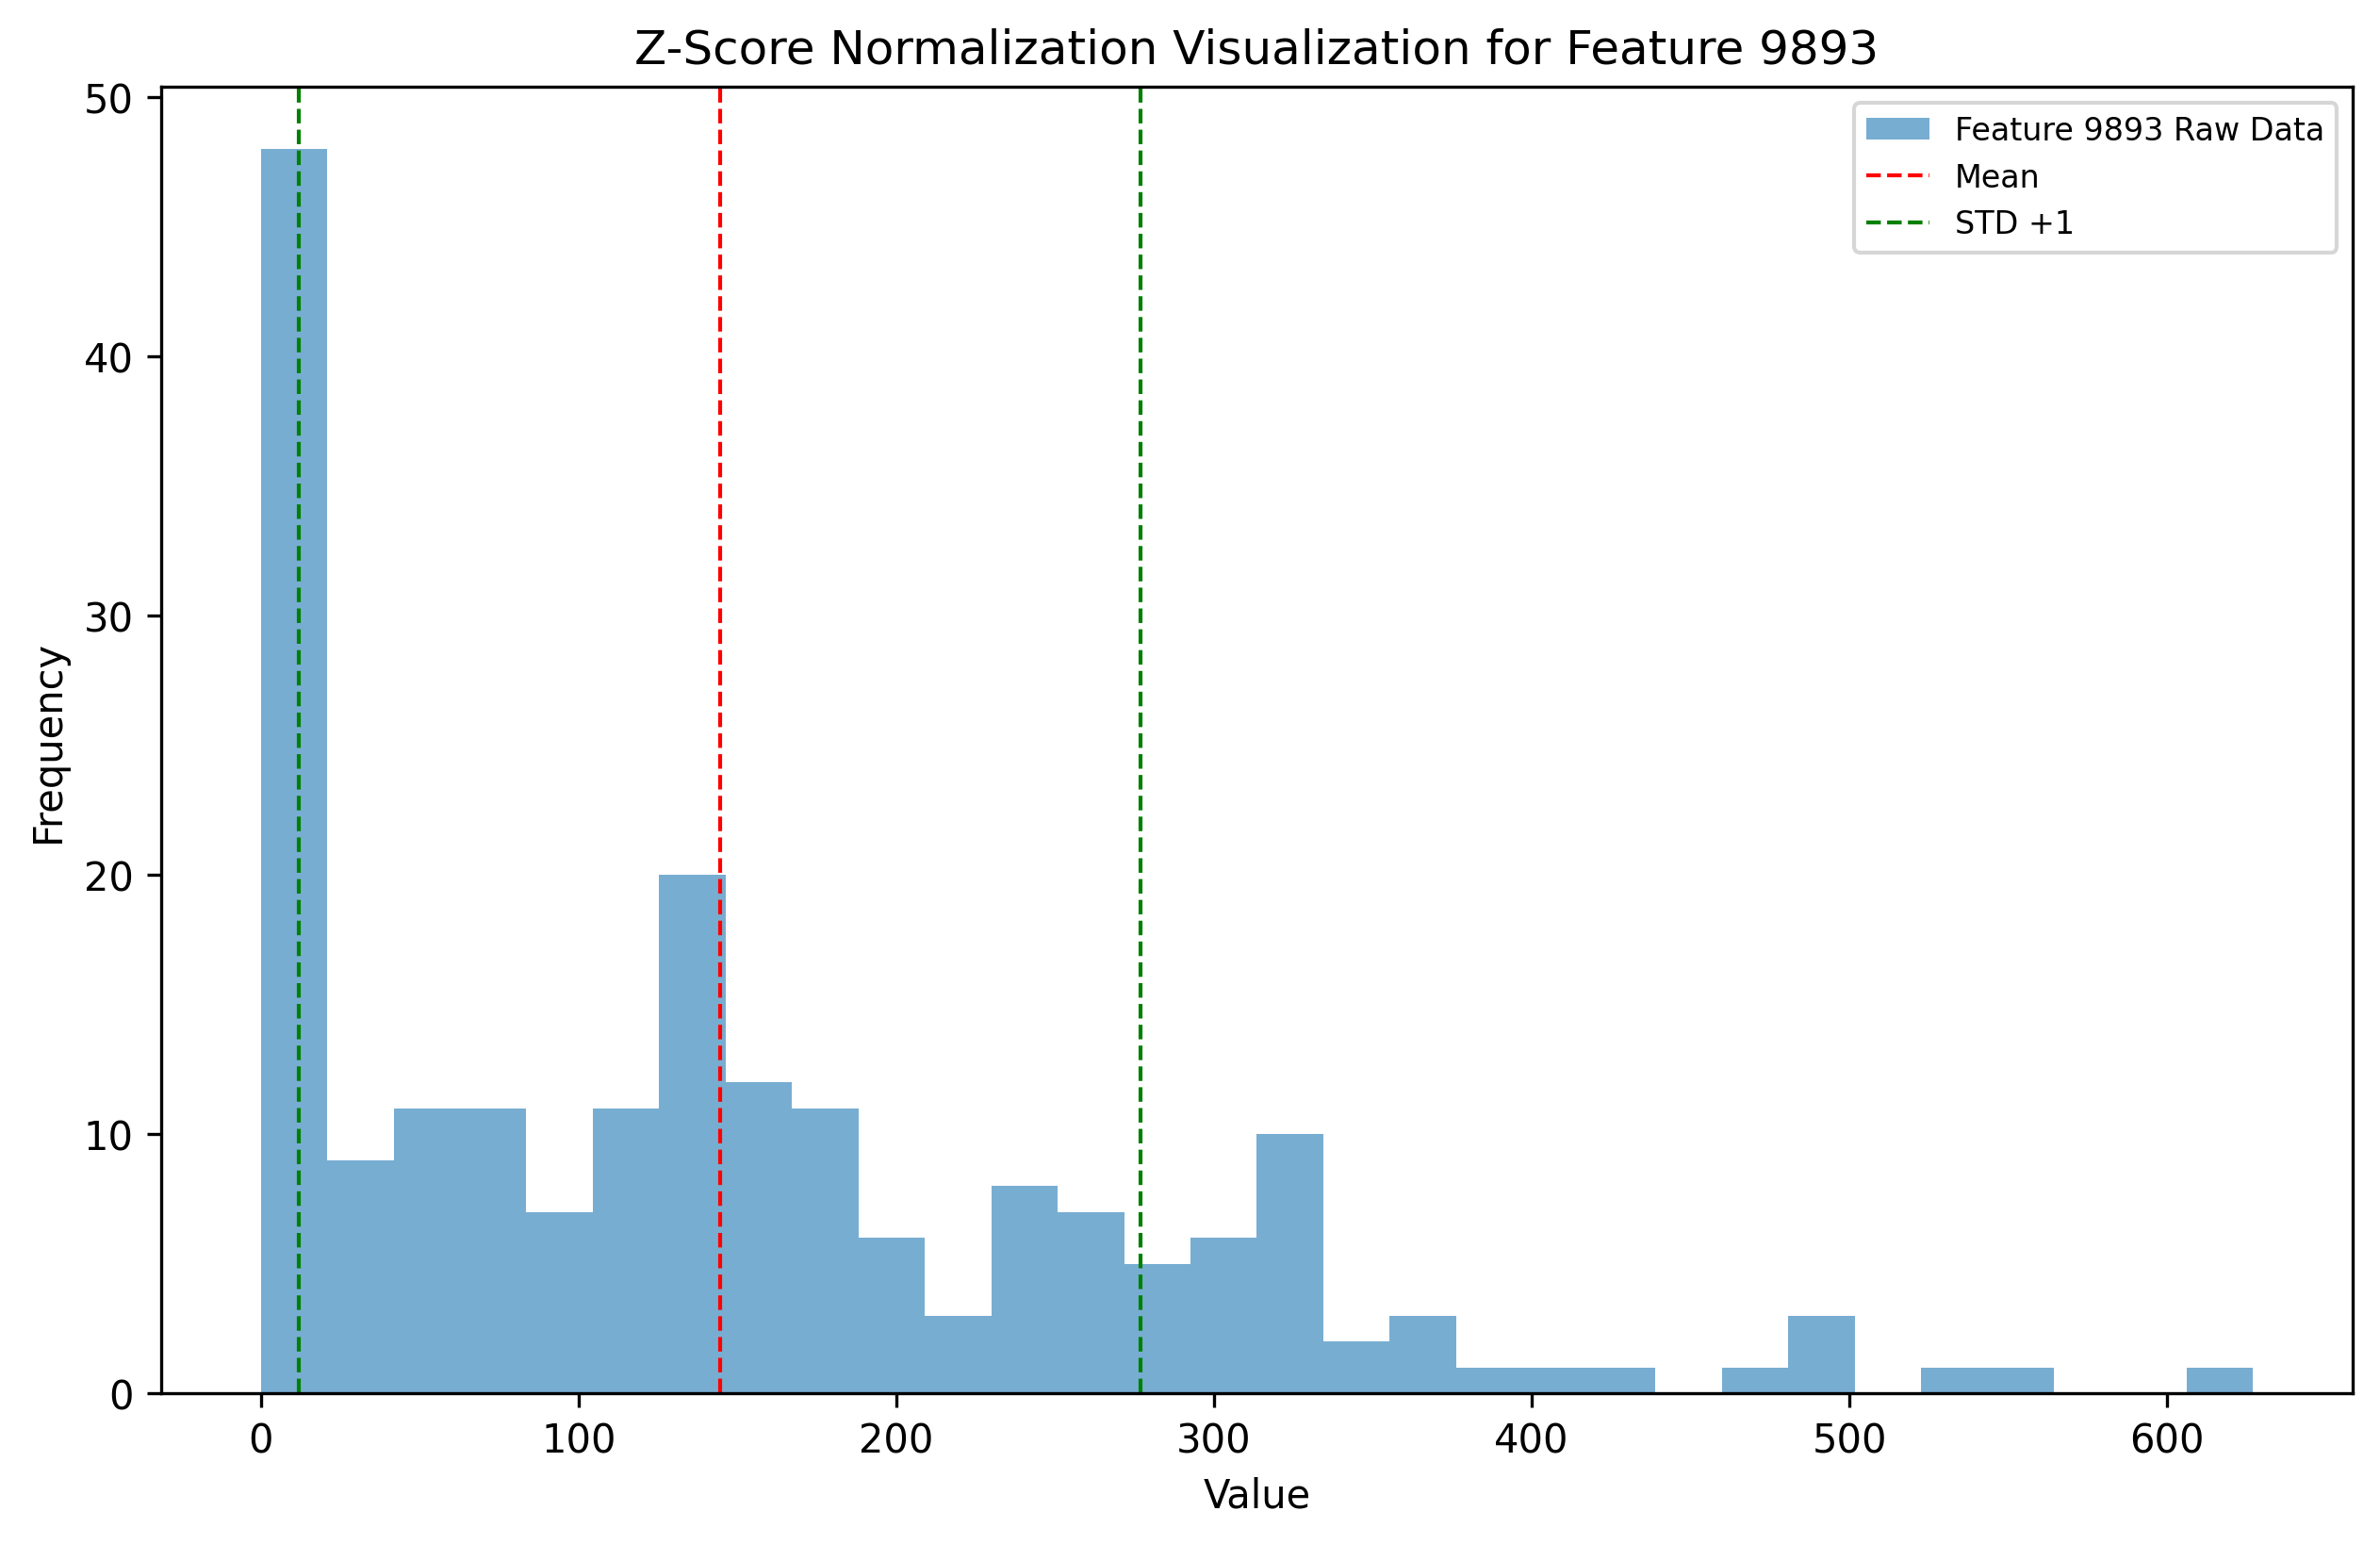 Z-Score Normalization Visualization for Feature 9893
Feature 9893 Raw Data
Mean
STD +1
50
40
30
20
10
0
Frequency
0 100 200 300 400 500 600
Value